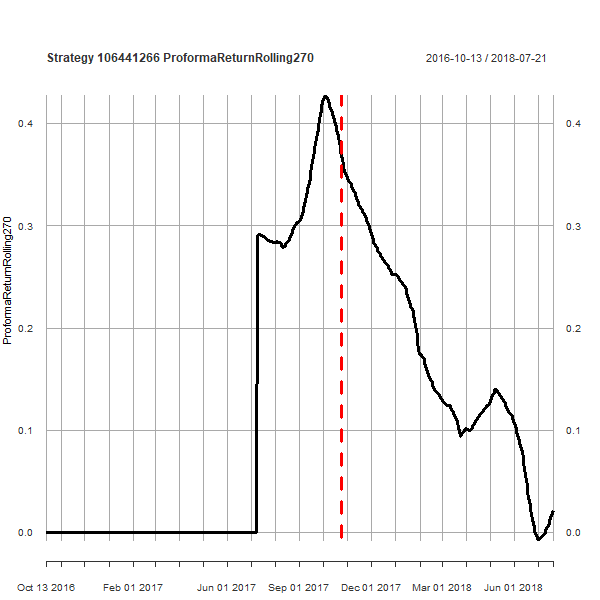 Strategy 106441266 ProformaReturnRolling270
2016-10-13 / 2018-07-21
0.4 0.4
0.3 0.3
0.2 0.2
0.1 0.1
0.0 0.0
ProformaReturnRolling270
Oct 13 2016 Feb 01 2017 Jun 01 2017 Sep 01 2017 Dec 01 2017 Mar 01 2018 Jun 01 2018